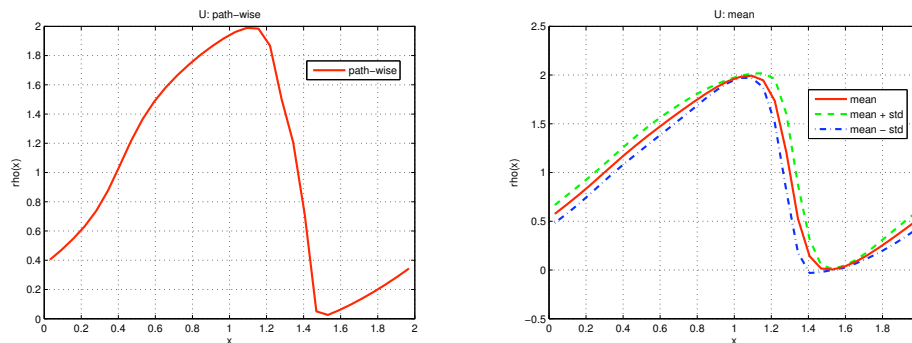 U: path−wise
2
1.8
1.6
1.4
1.2
1
0.8
0.6
0.4
0.2
0
rho(x)
path−wise
0 0.2 0.4 0.6 0.8 1 1.2 1.4 1.6 1.8 2
x
U: mean
2.5
2
1.5
1
0.5
0
−0.5
rho(x)
mean
mean + std
mean − std
0 0.2 0.4 0.6 0.8 1 1.2 1.4 1.6 1.8
x